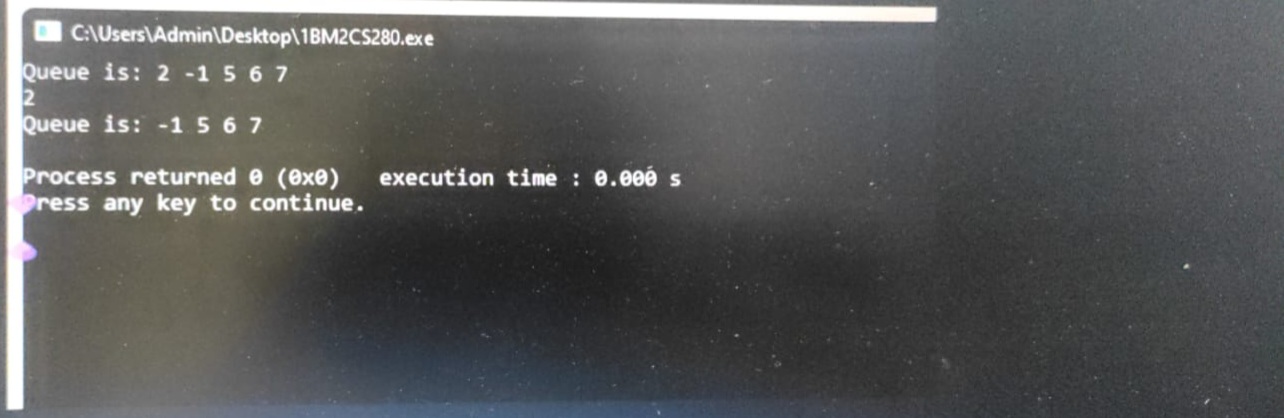 C:\Users\Admin\Desktop\1BM2CS280.exe
Queue is: 2 -1 5 6 7
2
Queue is: -1 5 6 7
Process returned 0 (0x0)   execution time : 0.000 s
Press any key to continue.